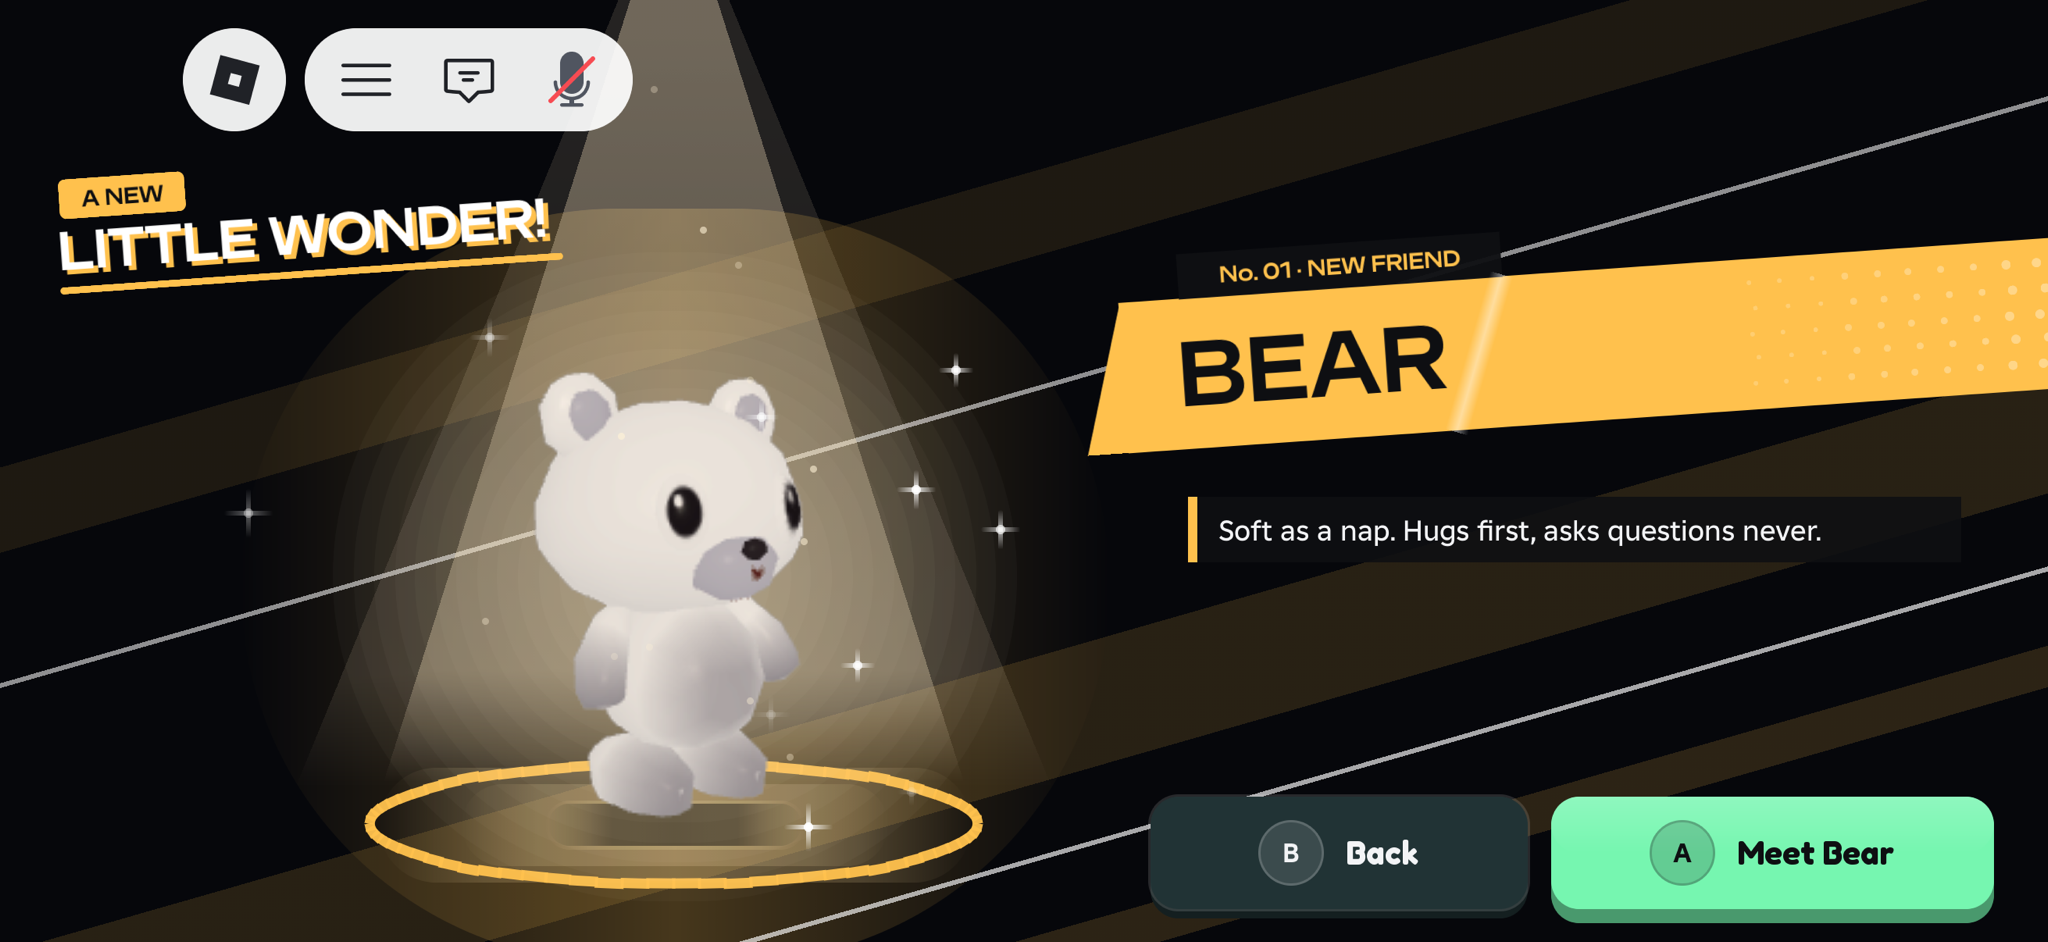 A NEW
LITTLE WONDER!
No. 01 · NEW FRIEND
BEAR
Soft as a nap. Hugs first, asks questions never.
B Back
A Meet Bear